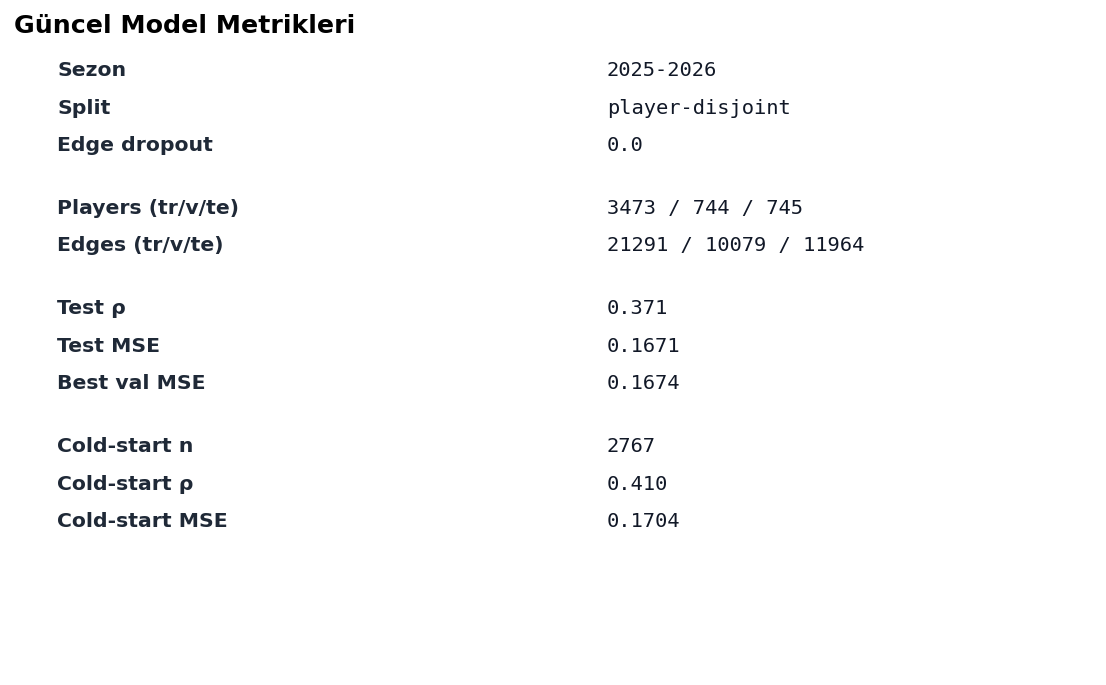 Güncel Model Metrikleri
Sezon 2025-2026
Split player-disjoint
Edge dropout 0.0
Players (tr/v/te) 3473 / 744 / 745
Edges (tr/v/te) 21291 / 10079 / 11964
Test ρ 0.371
Test MSE 0.1671
Best val MSE 0.1674
Cold-start n 2767
Cold-start ρ 0.410
Cold-start MSE 0.1704